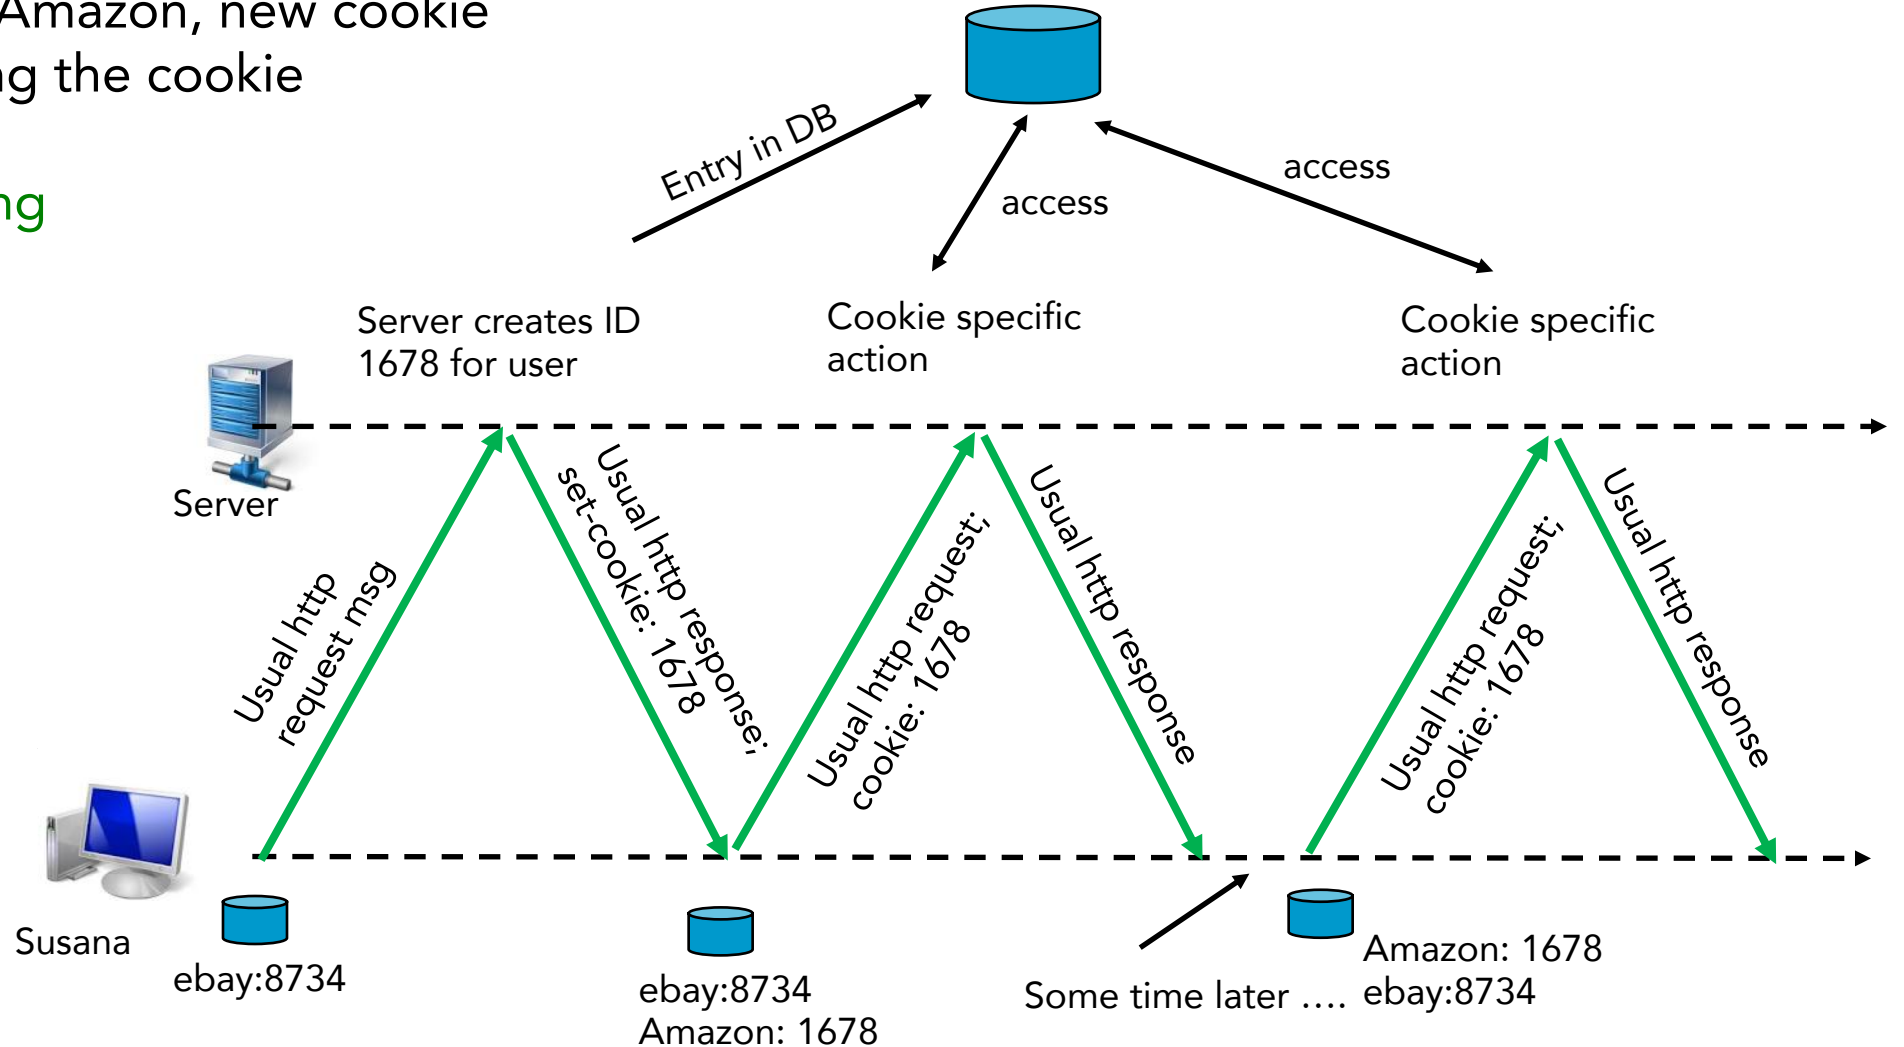 Amazon, new cookie
the cookie
Entry in DB
access
access
Server creates ID
1678 for user
Cookie specific
action
Cookie specific
action
Server
Usual http
request msg
Usual http response;
set-cookie: 1678
Usual http request;
cookie: 1678
Usual http response
Usual http request;
cookie: 1678
Usual http response
Susana
ebay:8734
ebay:8734
Amazon: 1678
Some time later ....
Amazon: 1678
ebay:8734